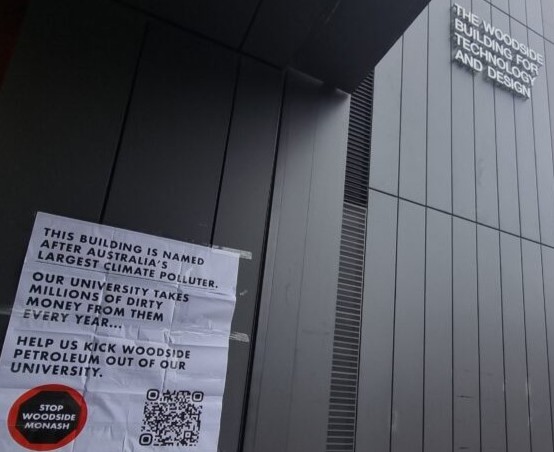 THE WOODSIDE
BUILDING FOR
TECHNOLOGY
AND DESIGN
THIS BUILDING IS NAMED
AFTER AUSTRALIA'S
LARGEST CLIMATE POLLUTER.
OUR UNIVERSITY TAKES
MILLIONS OF DIRTY
MONEY FROM THEM
EVERY YEAR...
HELP US KICK WOODSIDE
PETROLEUM OUT OF OUR
UNIVERSITY.
STOP
WOODSIDE
MONASH